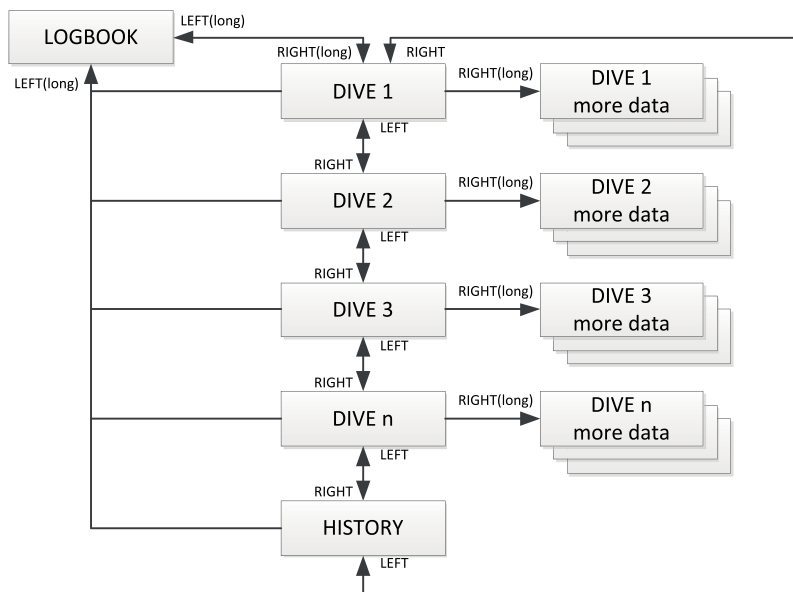 LEFT(long)
LOGBOOK
RIGHT(long)
RIGHT
LEFT(long)
DIVE 1
RIGHT(long)
DIVE 1
more data
LEFT
RIGHT
DIVE 2
RIGHT(long)
DIVE 2
more data
LEFT
RIGHT
DIVE 3
RIGHT(long)
DIVE 3
more data
LEFT
RIGHT
DIVE n
RIGHT(long)
DIVE n
more data
LEFT
RIGHT
HISTORY
LEFT